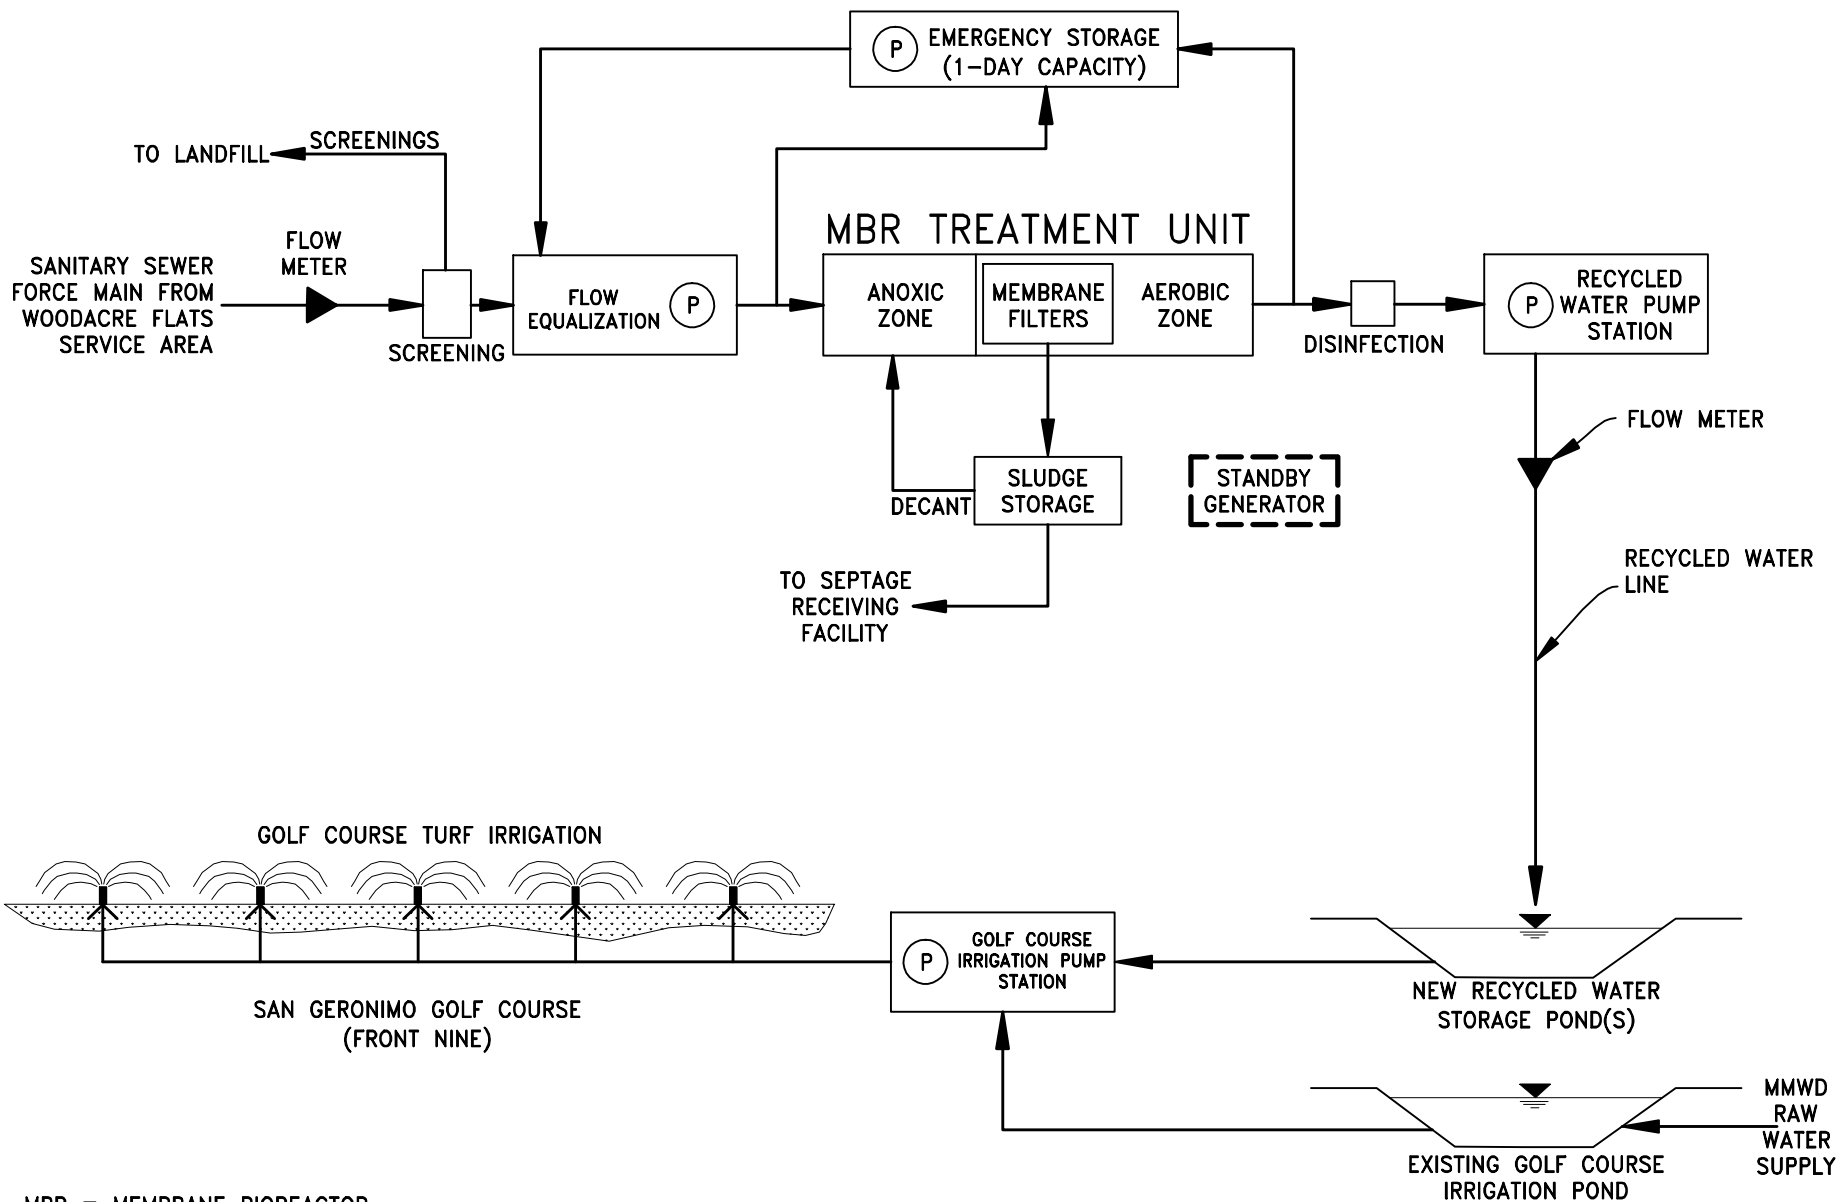 P
EMERGENCY STORAGE
(1-DAY CAPACITY)
TO LANDFILL
SCREENINGS
FLOW
METER
SANITARY SEWER
FORCE MAIN FROM
WOODACRE FLATS
SERVICE AREA
SCREENING
FLOW
EQUALIZATION
P
MBR TREATMENT UNIT
ANOXIC
ZONE
MEMBRANE
FILTERS
AEROBIC
ZONE
DISINFECTION
P
RECYCLED
WATER PUMP
STATION
FLOW METER
DECANT
SLUDGE
STORAGE
STANDBY
GENERATOR
TO SEPTAGE
RECEIVING
FACILITY
RECYCLED WATER
LINE
GOLF COURSE TURF IRRIGATION
SAN GERONIMO GOLF COURSE
(FRONT NINE)
P
GOLF COURSE
IRRIGATION PUMP
STATION
NEW RECYCLED WATER
STORAGE POND(S)
MMWD
RAW
WATER
SUPPLY
EXISTING GOLF COURSE
IRRIGATION POND
MBR = MEMBRANE BIOREACTOR